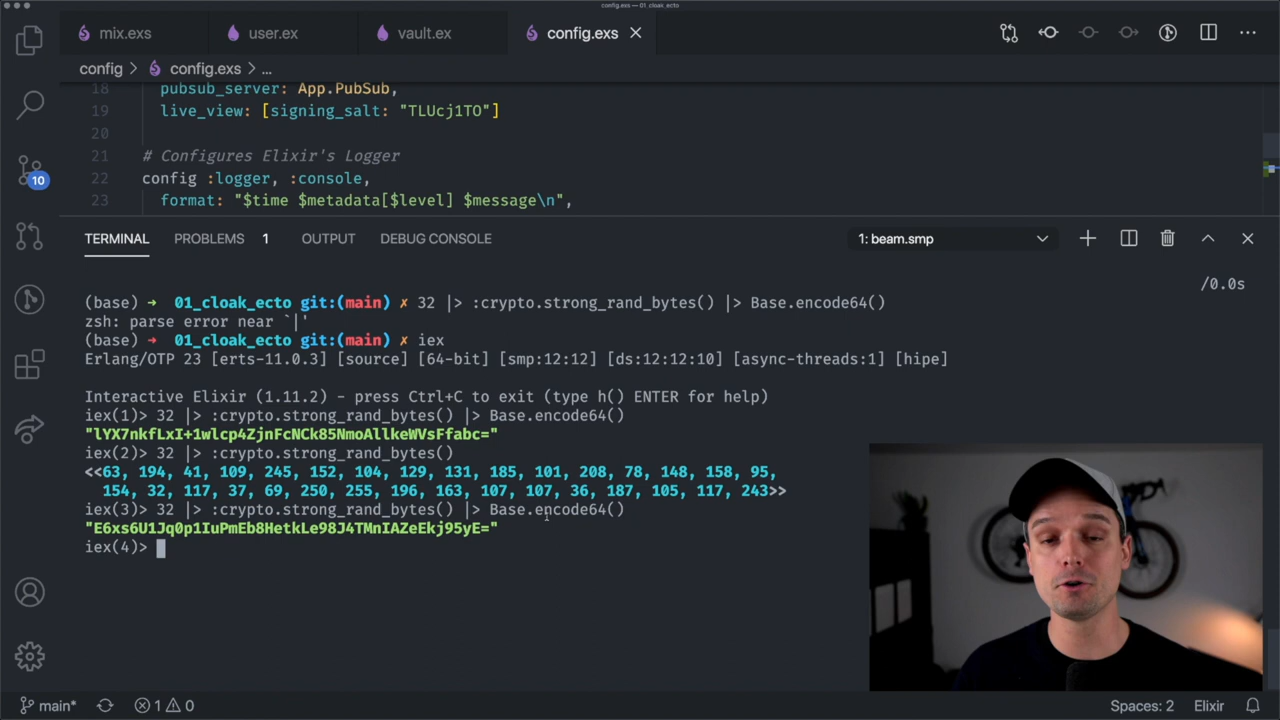 config.exs — 01_cloak_ecto
mix.exs
user.ex
vault.ex
config.exs
config > config.exs > ...
18 pubsub_server: App.PubSub,
19 live_view: [signing_salt: "TLUcj1TO"]
20
21 # Configures Elixir's Logger
22 config :logger, :console,
23 format: "$time $metadata[$level] $message\n",
10
TERMINAL PROBLEMS 1 OUTPUT DEBUG CONSOLE 1: beam.smp
/0.0s
(base) → 01_cloak_ecto git:(main) ✗ 32 |> :crypto.strong_rand_bytes() |> Base.encode64()
zsh: parse error near `|'
(base) → 01_cloak_ecto git:(main) ✗ iex
Erlang/OTP 23 [erts-11.0.3] [source] [64-bit] [smp:12:12] [ds:12:12:10] [async-threads:1] [hipe]
Interactive Elixir (1.11.2) - press Ctrl+C to exit (type h() ENTER for help)
iex(1)> 32 |> :crypto.strong_rand_bytes() |> Base.encode64()
"lYX7nkfLxI+1wlcp4ZjnFcNCk85NmoAllkeWVsFfabc="
iex(2)> 32 |> :crypto.strong_rand_bytes()
<<63, 194, 41, 109, 245, 152, 104, 129, 131, 185, 101, 208, 78, 148, 158, 95,
154, 32, 117, 37, 69, 250, 255, 196, 163, 107, 107, 36, 187, 105, 117, 243>>
iex(3)> 32 |> :crypto.strong_rand_bytes() |> Base.encode64()
"E6xs6U1Jq0p1IuPmEb8HetkLe98J4TMnIAZeEkj95yE="
iex(4)>
main* 1 0 Spaces: 2 Elixir